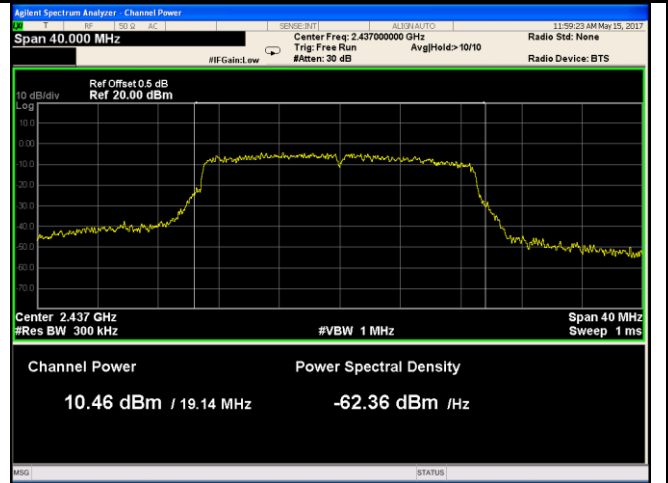 Agilent Spectrum Analyzer - Channel Power
T RF 50 Ω AC SENSE:INT ALIGN AUTO 11:59:23 AM May 15, 2017
Span 40.000 MHz Center Freq: 2.437000000 GHz Radio Std: None
Trig: Free Run Avg|Hold:>10/10
#IFGain:Low #Atten: 30 dB Radio Device: BTS
Ref Offset 0.5 dB
10 dB/div Ref 20.00 dBm
Log
10.0
0.00
-10.0
-20.0
-30.0
-40.0
-50.0
-60.0
-70.0
Center 2.437 GHz Span 40 MHz
#Res BW 300 kHz #VBW 1 MHz Sweep 1 ms
Channel Power Power Spectral Density
10.46 dBm / 19.14 MHz -62.36 dBm /Hz
MSG STATUS